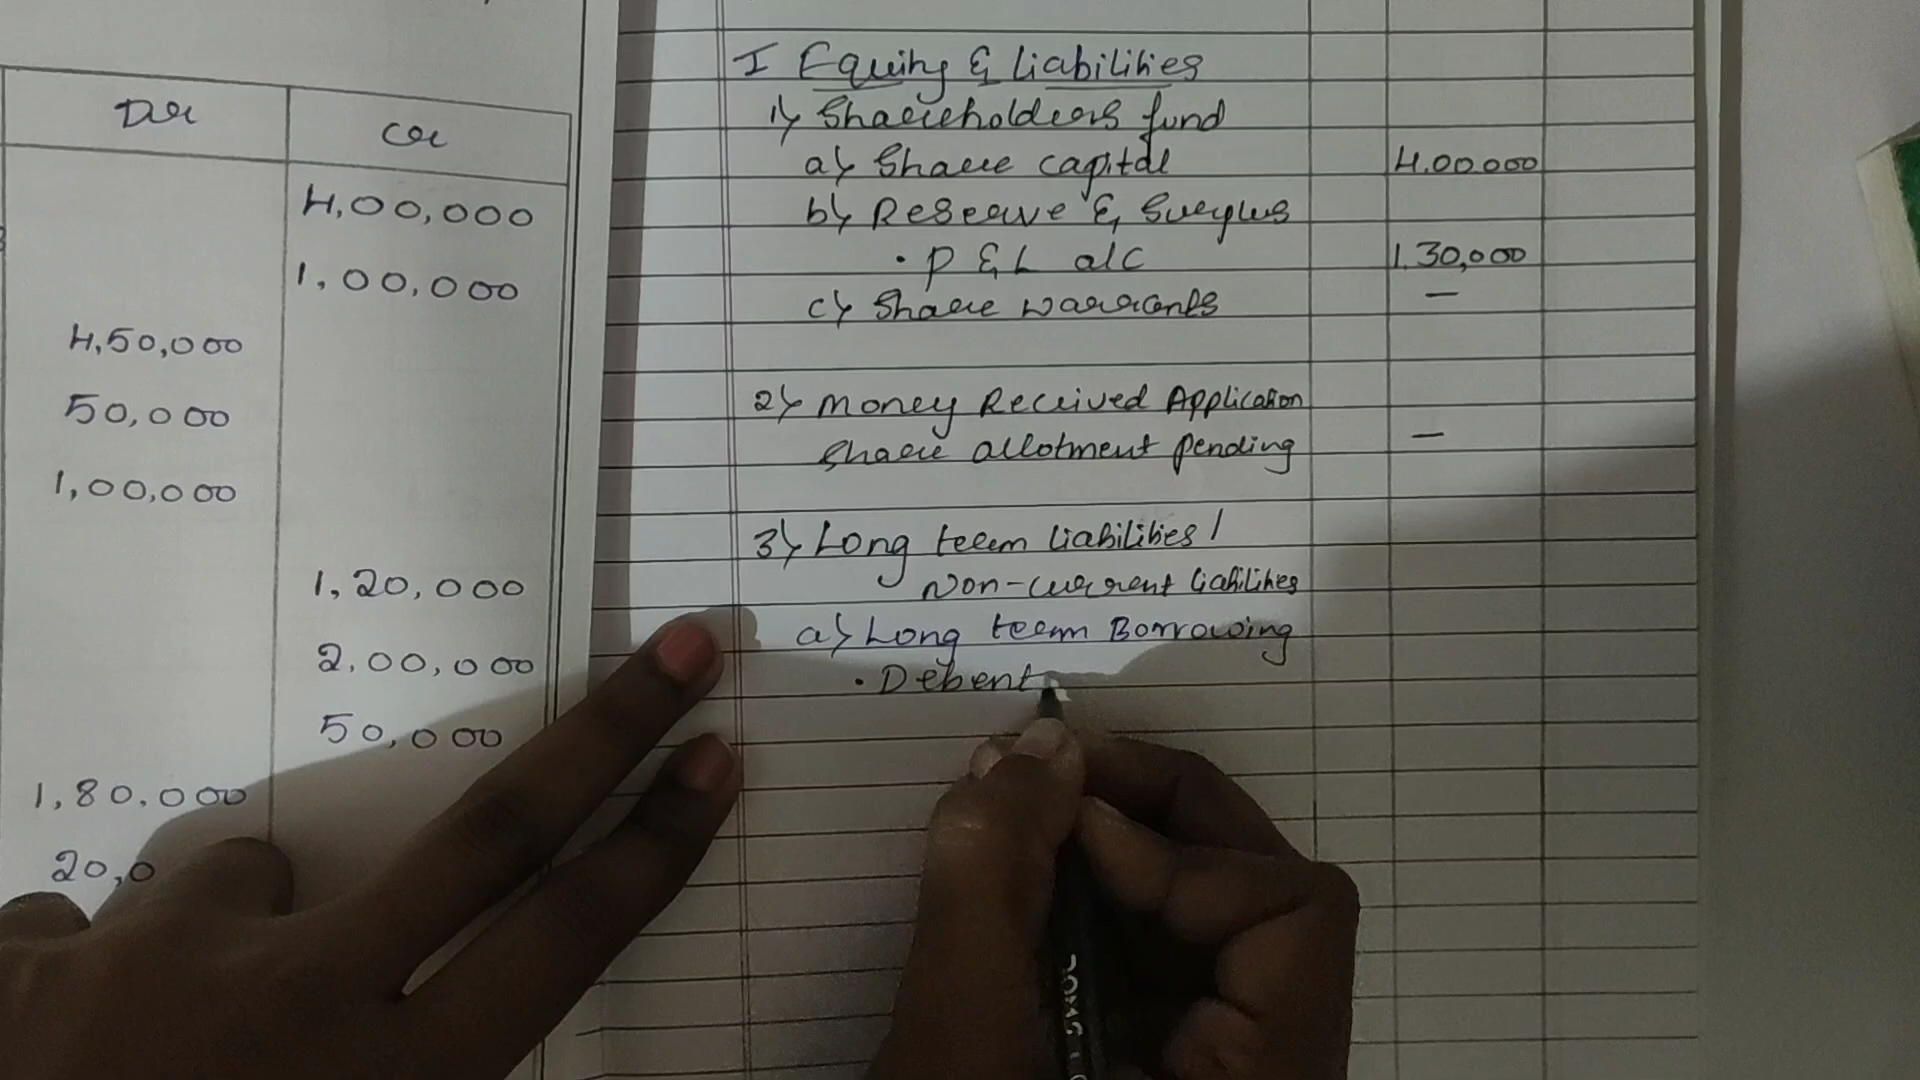 Dr
Cr
4,00,000
1,00,000
4,50,000
50,000
1,00,000
1,20,000
2,00,000
50,000
1,80,000
20,0
I Equity & Liabilities
1) Shareholders fund
a) Share capital 4,00,000
b) Reserve & Surplus
• P & L a/c 1,30,000
c) Share warrants —
2) Money Received Application
Share allotment pending —
3) Long term liabilities /
Non-current liabilities
a) Long term Borrowing
• Debent